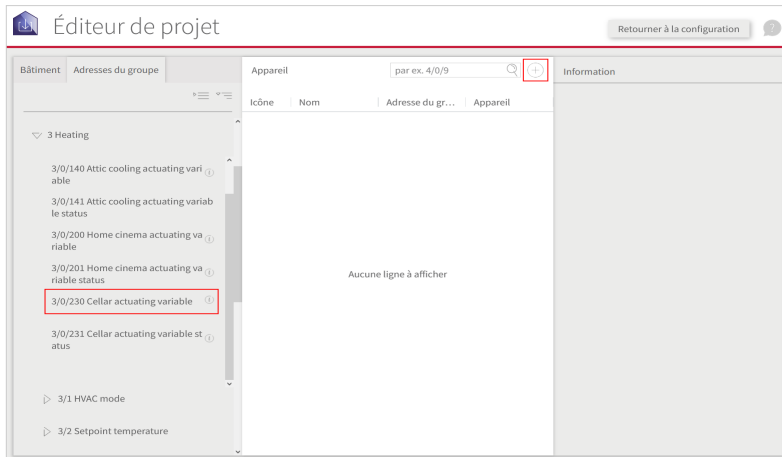 Éditeur de projet
Retourner à la configuration
?
Bâtiment Adresses du groupe
Appareil
par ex. 4/0/9
Information
Icône Nom Adresse du gr... Appareil
3 Heating
3/0/140 Attic cooling actuating vari
able
3/0/141 Attic cooling actuating variab
le status
3/0/200 Home cinema actuating va
riable
3/0/201 Home cinema actuating va
riable status
3/0/230 Cellar actuating variable
3/0/231 Cellar actuating variable st
atus
3/1 HVAC mode
3/2 Setpoint temperature
Aucune ligne à afficher